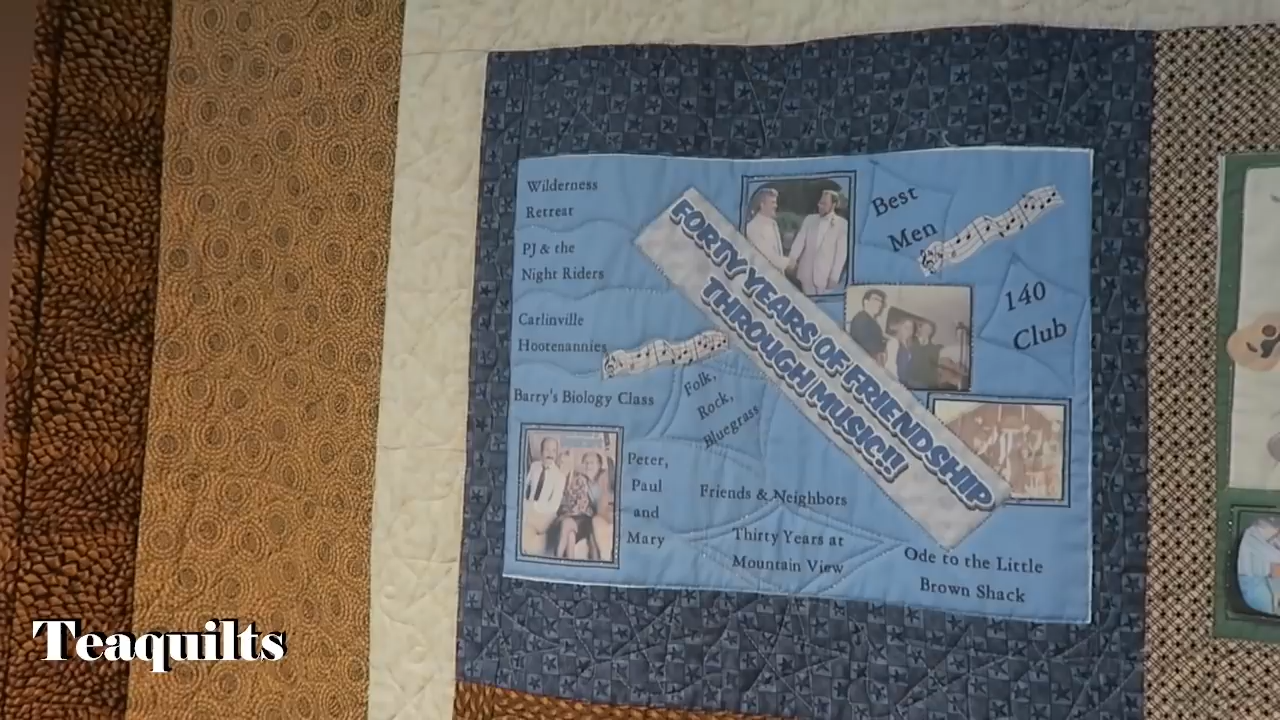 Wilderness
Retreat
PJ & the
Night Riders
Carlinville
Hootenannies
Barry's Biology Class
Folk,
Rock,
Bluegrass
FORTY YEARS OF FRIENDSHIP
THROUGH MUSIC!!
Best
Men
140
Club
Peter,
Paul
and
Mary
Friends & Neighbors
Thirty Years at
Mountain View
Ode to the Little
Brown Shack
Teaquilts